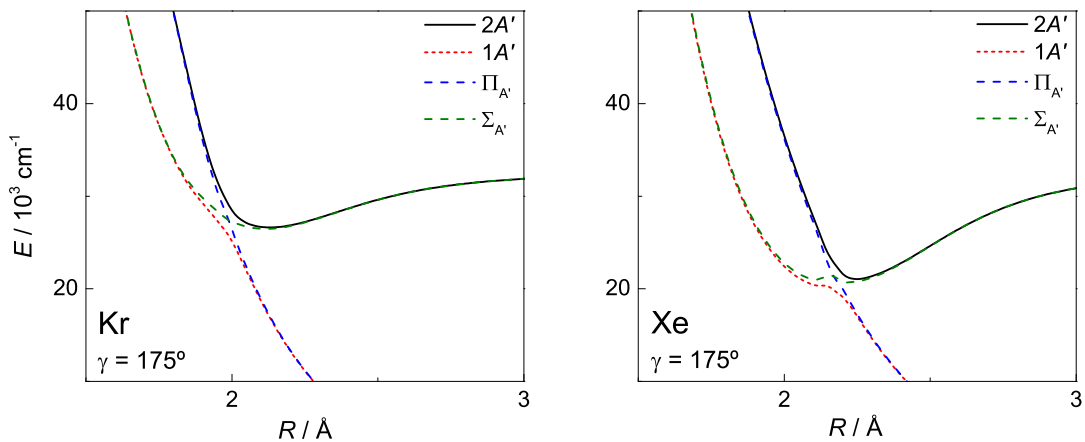 2A′
1A′
Π_A'
Σ_A'
40
20
E / 10³ cm⁻¹
Kr
γ = 175º
2
3
R / Å
2A′
1A′
Π_A'
Σ_A'
40
20
Xe
γ = 175º
2
3
R / Å